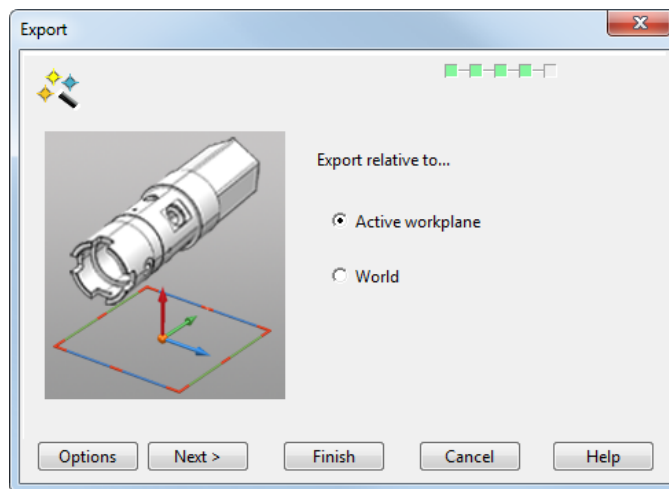 Export
Export relative to...
Active workplane
World
Options
Next >
Finish
Cancel
Help